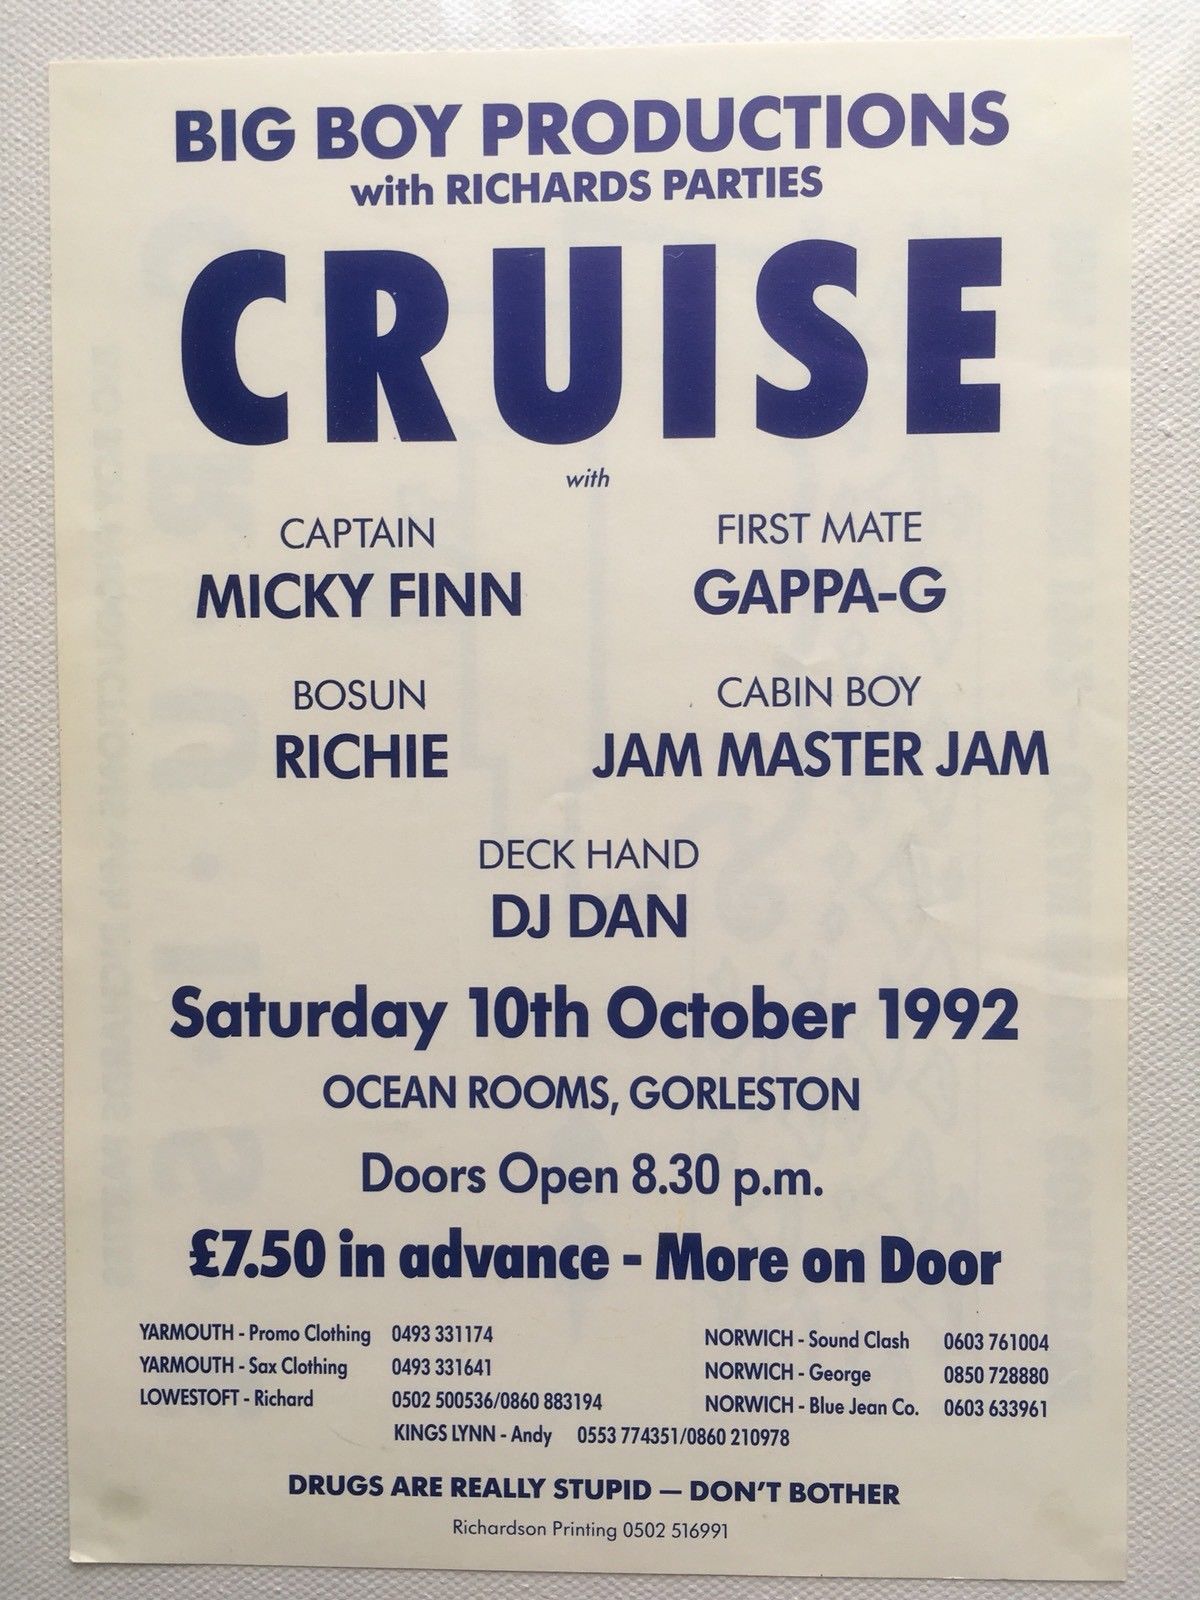 BIG BOY PRODUCTIONS
with RICHARDS PARTIES
CRUISE
with
CAPTAIN
MICKY FINN
FIRST MATE
GAPPA-G
BOSUN
RICHIE
CABIN BOY
JAM MASTER JAM
DECK HAND
DJ DAN
Saturday 10th October 1992
OCEAN ROOMS, GORLESTON
Doors Open 8.30 p.m.
£7.50 in advance - More on Door
YARMOUTH - Promo Clothing 0493 331174
YARMOUTH - Sax Clothing 0493 331641
LOWESTOFT - Richard 0502 500536/0860 883194
NORWICH - Sound Clash 0603 761004
NORWICH - George 0850 728880
NORWICH - Blue Jean Co. 0603 633961
KINGS LYNN - Andy 0553 774351/0860 210978
DRUGS ARE REALLY STUPID — DON'T BOTHER
Richardson Printing 0502 516991